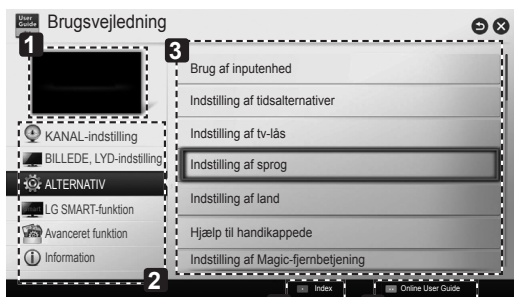 User Guide
Brugsvejledning
1
3
KANAL-indstilling
BILLEDE, LYD-indstilling
ALTERNATIV
LG SMART-funktion
Avanceret funktion
Information
2
Brug af inputenhed
Indstilling af tidsalternativer
Indstilling af tv-lås
Indstilling af sprog
Indstilling af land
Hjælp til handikappede
Indstilling af Magic-fjernbetjening
Index
Online User Guide